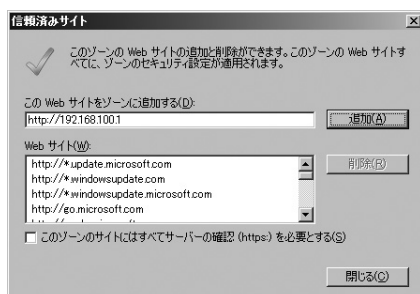 信頼済みサイト
このゾーンの Web サイトの追加と削除ができます。このゾーンの Web サイトす
べてに、ゾーンのセキュリティ設定が適用されます。
この Web サイトをゾーンに追加する(D):
http://192.168.100.1
追加(A)
Web サイト(W):
http://*.update.microsoft.com
削除(R)
http://*.windowsupdate.com
http://*.windowsupdate.microsoft.com
http://go.microsoft.com
このゾーンのサイトにはすべてサーバーの確認 (https:) を必要とする(S)
閉じる(C)